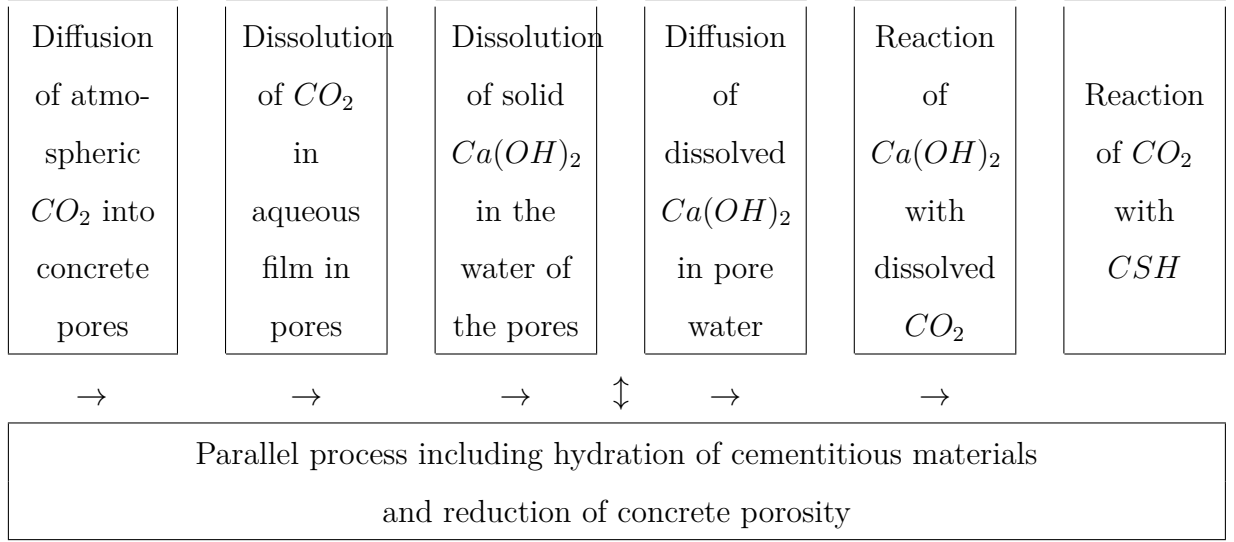 Diffusion
of atmo-
spheric
CO₂ into
concrete
pores
Dissolution
of CO₂
in
aqueous
film in
pores
Dissolution
of solid
Ca(OH)₂
in the
water of
the pores
Diffusion
of
dissolved
Ca(OH)₂
in pore
water
Reaction
of
Ca(OH)₂
with
dissolved
CO₂
Reaction
of CO₂
with
CSH
→ → → ↕ → →
Parallel process including hydration of cementitious materials
and reduction of concrete porosity